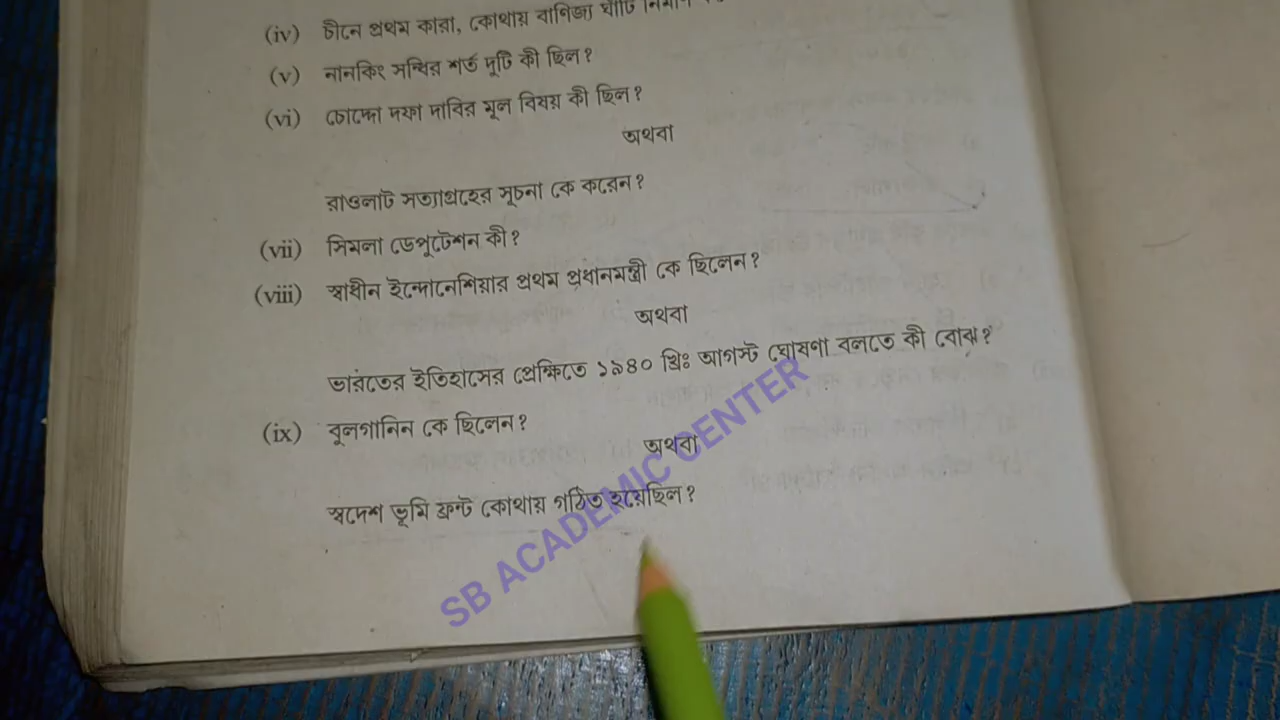 (iv) চীনে প্রথম কারা, কোথায় বাণিজ্য ঘাঁটি নির্মাণ
(v) নানকিং সন্ধির শর্ত দুটি কী ছিল?
(vi) চোদ্দো দফা দাবির মূল বিষয় কী ছিল?
অথবা
রাওলাট সত্যাগ্রহের সূচনা কে করেন?
(vii) সিমলা ডেপুটেশন কী?
(viii) স্বাধীন ইন্দোনেশিয়ার প্রথম প্রধানমন্ত্রী কে ছিলেন?
অথবা
ভারতের ইতিহাসের প্রেক্ষিতে ১৯৪০ খ্রিঃ আগস্ট ঘোষণা বলতে কী বোঝ?
(ix) বুলগানিন কে ছিলেন?
অথবা
স্বদেশ ভূমি ফ্রন্ট কোথায় গঠিত হয়েছিল?
SB ACADEMIC CENTER